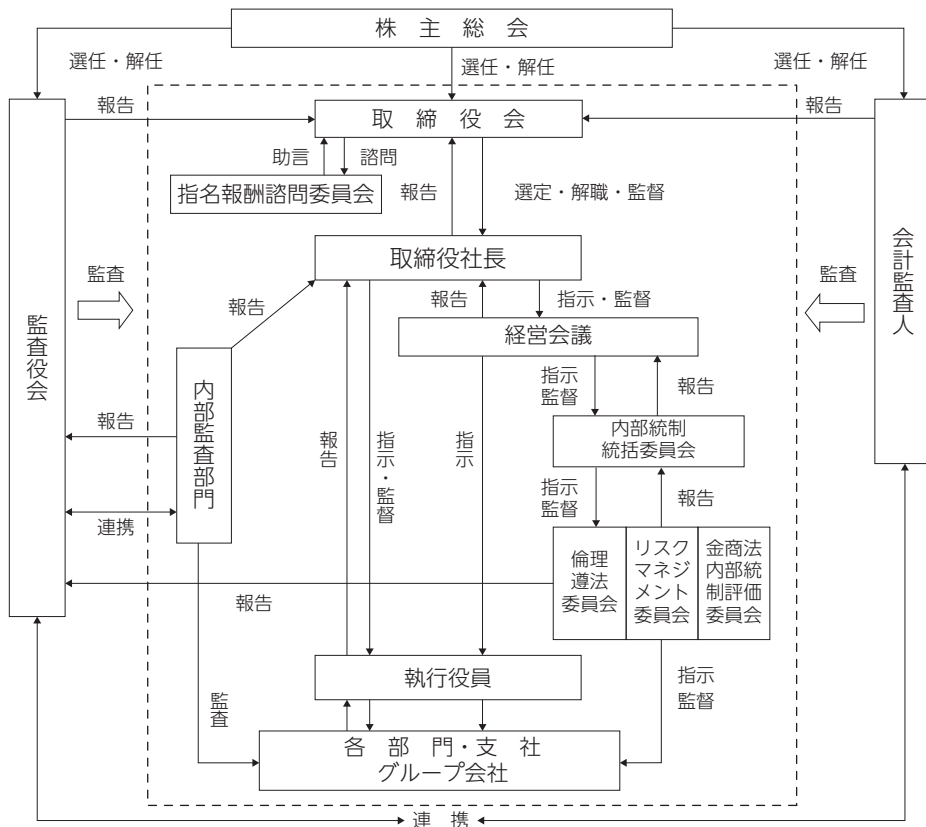 株主総会
選任・解任
選任・解任
選任・解任
報告
取締役会
報告
助言
諮問
指名報酬諮問委員会
報告
選定・解職・監督
取締役社長
監査
監査
会計監査人
監査役会
報告
報告
指示・監督
経営会議
指示
監督
報告
内部監査部門
報告
報告
指示・監督
指示
内部統制
統括委員会
指示
監督
報告
連携
倫理
遵法
委員会
リスク
マネジ
メント
委員会
金商法
内部統
制評価
委員会
報告
執行役員
指示
監督
監査
各部門・支社
グループ会社
連携